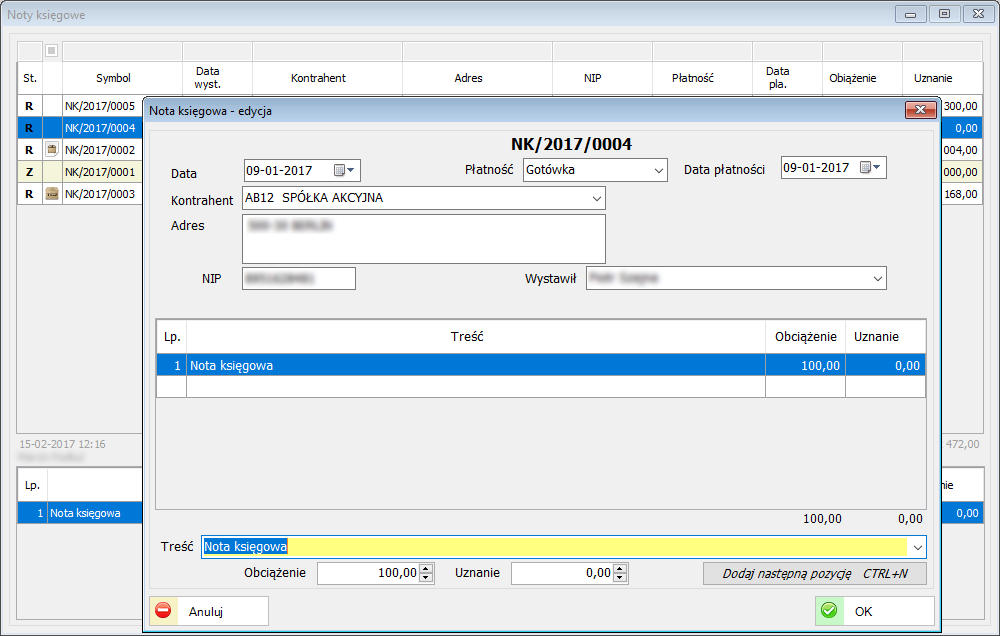 Noty księgowe
St. Symbol Data wyst. Kontrahent Adres NIP Płatność Data pla. Obiążenie Uznanie
R NK/2017/0005 300,00
R NK/2017/0004 0,00
R NK/2017/0002 004,00
Z NK/2017/0001 000,00
R NK/2017/0003 168,00
15-02-2017 12:16 472,00
Lp. nie
1 Nota księgowa 0,00
Nota księgowa - edycja
NK/2017/0004
Data 09-01-2017 Płatność Gotówka Data płatności 09-01-2017
Kontrahent AB12 SPÓŁKA AKCYJNA
Adres
NIP Wystawił
Lp. Treść Obciążenie Uznanie
1 Nota księgowa 100,00 0,00
100,00 0,00
Treść Nota księgowa
Obciążenie 100,00 Uznanie 0,00 Dodaj następną pozycję CTRL+N
Anuluj OK